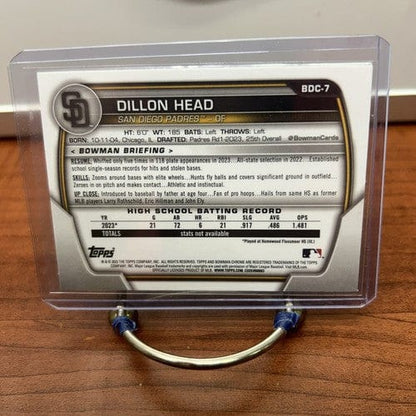 BDC-7
SD
DILLON HEAD
SAN DIEGO PADRES™ – OF
HT: 6'0" WT: 185 BATS: Left THROWS: Left
BORN: 10-11-04, Chicago, IL DRAFTED: Padres Rd1-2023, 25th Overall @BowmanCards
< BOWMAN BRIEFING >
RESUME: Whiffed only five times in 118 plate appearances in 2023...All-state selection in 2022...Established
school single-season records for hits and stolen bases.
SKILLS: Zooms around bases with elite wheels...Hunts fly balls and covers significant ground in outfield...
Zeroes in on pitch and makes contact...Athletic and instinctual.
UP CLOSE: Introduced to baseball by father at age four...Fan of pro hoops...Hails from same HS as former
MLB players Larry Rothschild, Eric Hillman and John Ely.
HIGH SCHOOL BATTING RECORD
YR G AB HR RBI SLG AVG OPS
2023* 21 72 6 21 .917 .486 1.481
TOTALS stats not available
*Played at Homewood Flossmoor HS (IL)
Topps